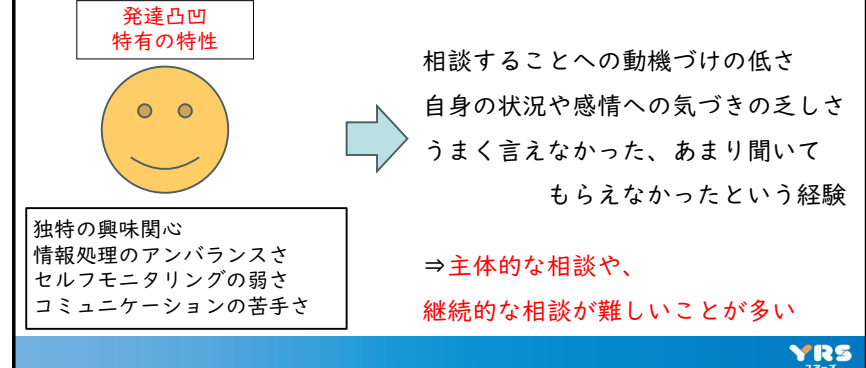 発達凸凹
特有の特性
独特の興味関心
情報処理のアンバランスさ
セルフモニタリングの弱さ
コミュニケーションの苦手さ
相談することへの動機づけの低さ
自身の状況や感情への気づきの乏しさ
うまく言えなかった、あまり聞いて
もらえなかったという経験
⇒主体的な相談や、
継続的な相談が難しいことが多い
YRS